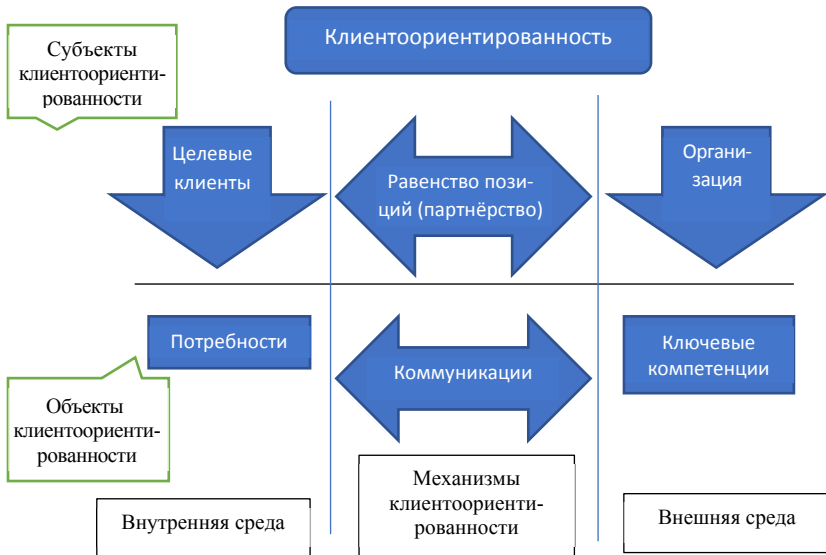 Клиентоориентированность
Субъекты
клиентоориенти-
рованности
Целевые
клиенты
Равенство пози-
ций (партнёрство)
Органи-
зация
Потребности
Коммуникации
Ключевые
компетенции
Объекты
клиентоориенти-
рованности
Внутренняя среда
Механизмы
клиентоориенти-
рованности
Внешняя среда